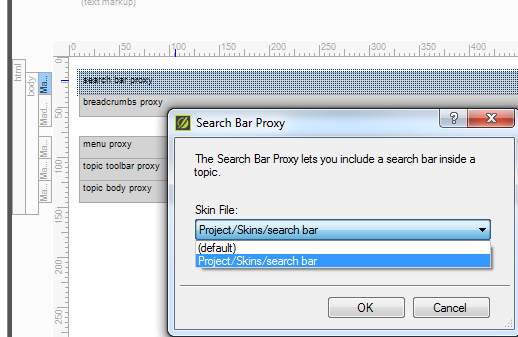 (text markup)
0 50 100 150 200 250 300 350 400
html
body
Ma...
search bar proxy
Mad...
breadcrumbs proxy
Ma...
menu proxy
Ma...
topic toolbar proxy
Ma...
topic body proxy
0
50
100
150
200
250
Search Bar Proxy
?
The Search Bar Proxy lets you include a search bar inside a
topic.
Skin File:
Project/Skins/search bar
(default)
Project/Skins/search bar
OK Cancel